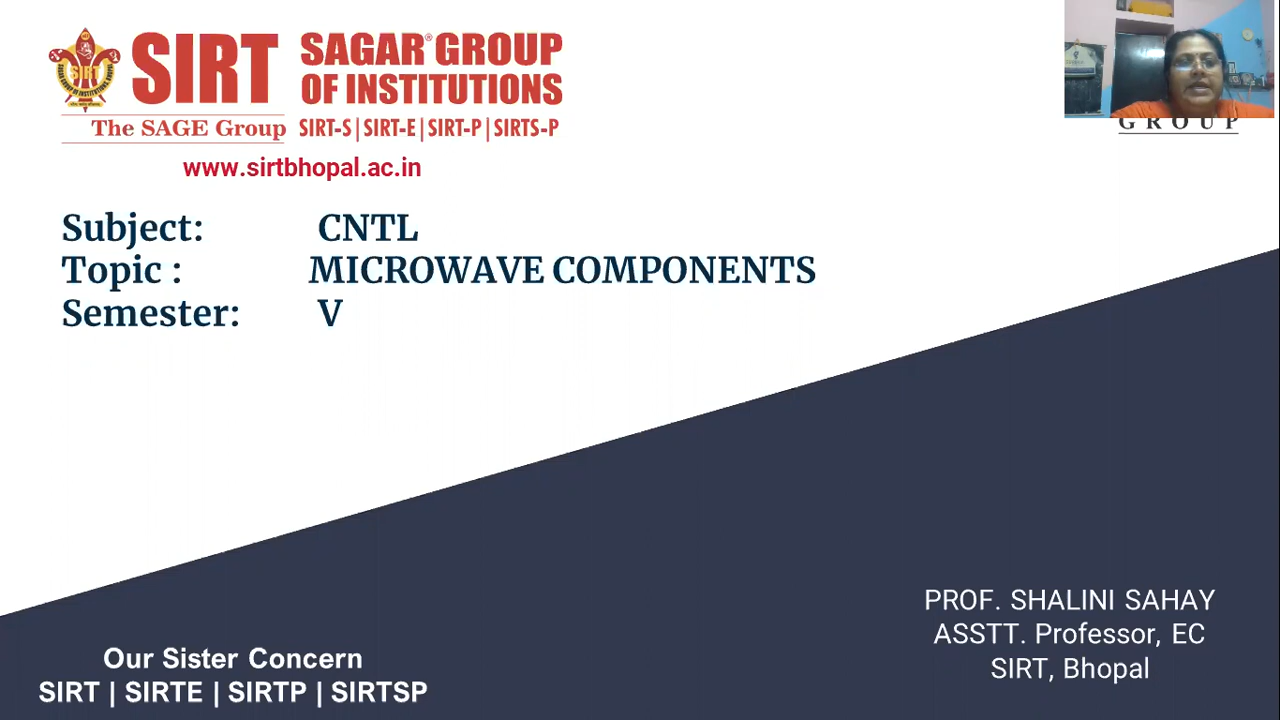 SIRT
SAGAR® GROUP
OF INSTITUTIONS
The SAGE Group
SIRT-S | SIRT-E | SIRT-P | SIRTS-P
www.sirtbhopal.ac.in
GROUP
Subject: CNTL
Topic : MICROWAVE COMPONENTS
Semester: V
PROF. SHALINI SAHAY
ASSTT. Professor, EC
SIRT, Bhopal
Our Sister Concern
SIRT | SIRTE | SIRTP | SIRTSP